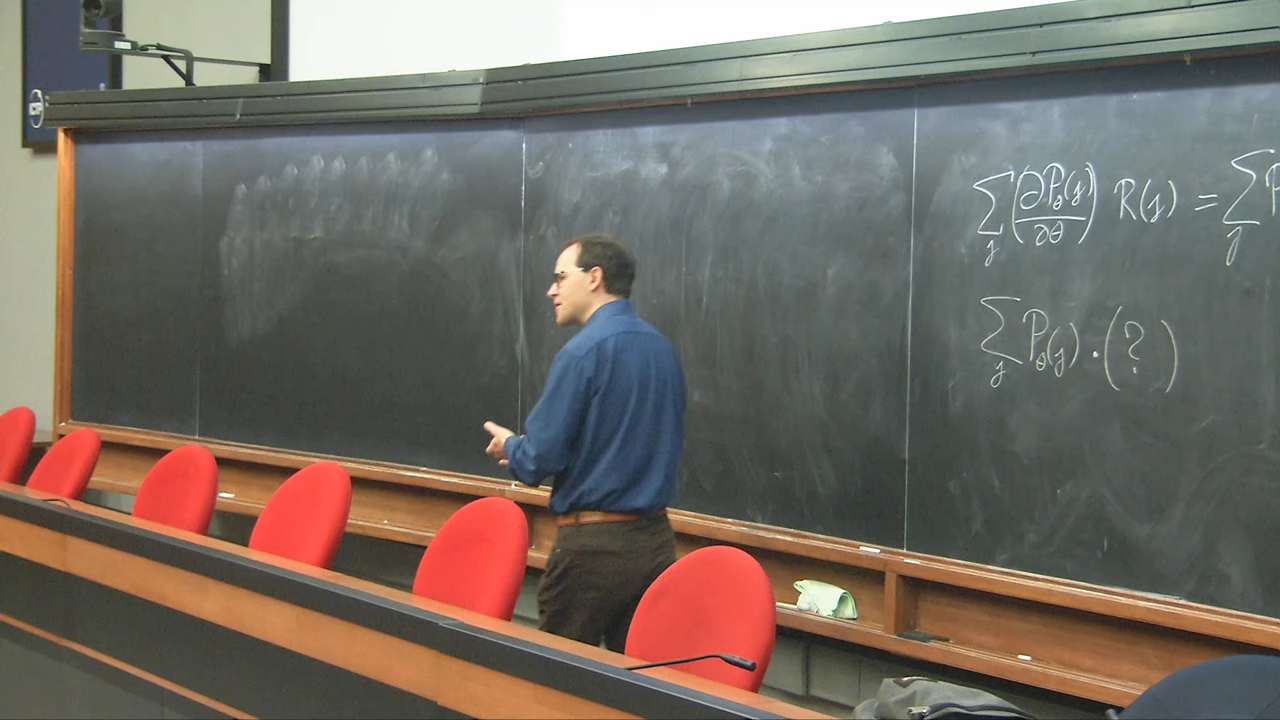 ∑_y (∂P_θ(y)/∂θ) R(y) = ∑_y P
∑_y P_θ(y) · (?)